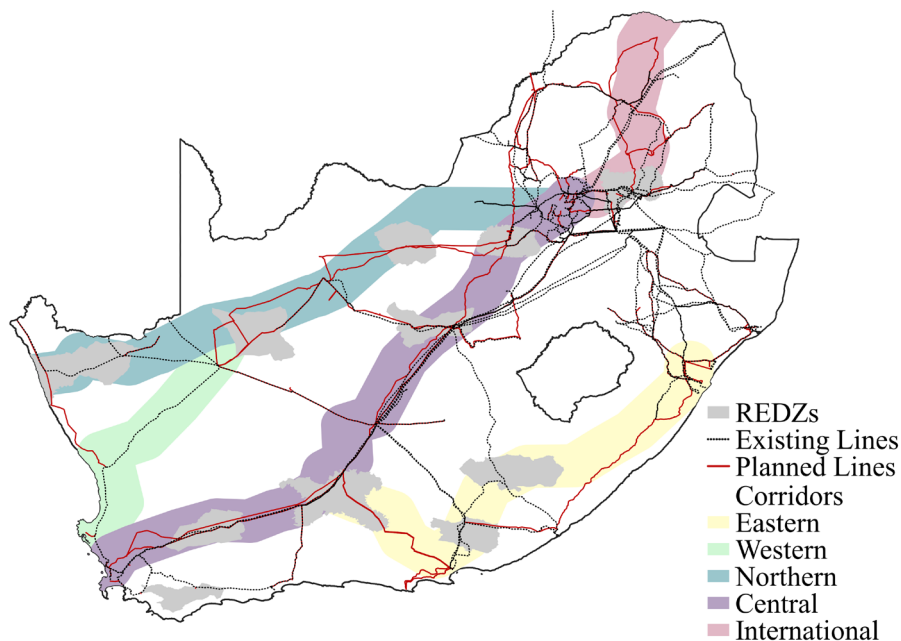 REDZs
Existing Lines
Planned Lines
Corridors
Eastern
Western
Northern
Central
International